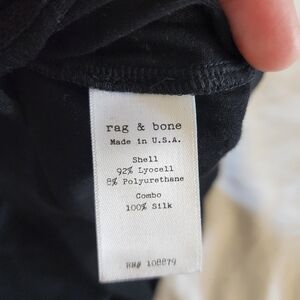 rag & bone
Made in U.S.A.
Shell
92% Lyocell
8% Polyurethane
Combo
100% Silk
RN# 108879